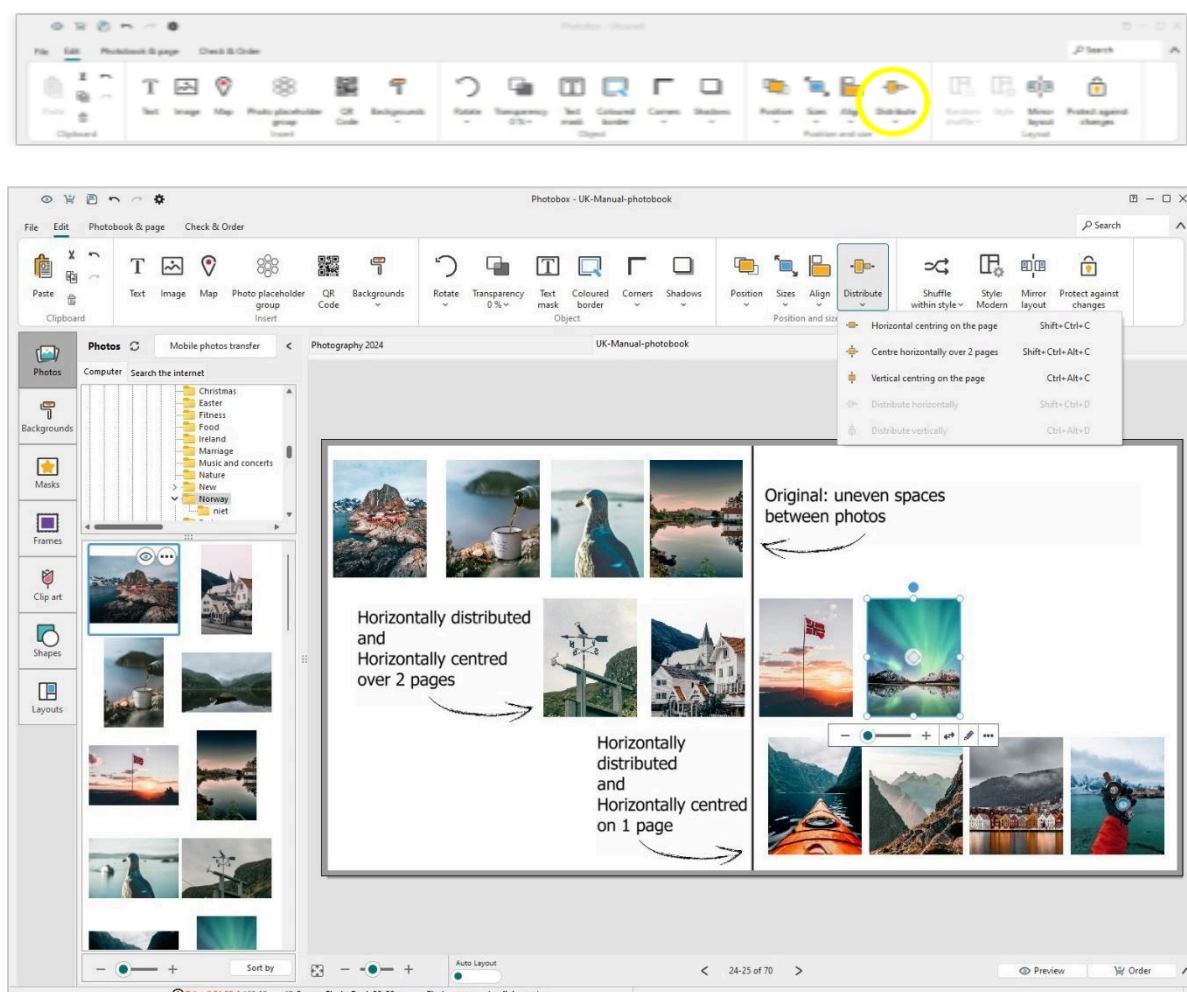 Photobox - Unsaved
File Edit Photobook & page Check & Order
Search
Paste Text Image Map Photo placeholder group QR Code Backgrounds Rotate Transparency 0 % Text mask Coloured border Corners Shadows Position Sizes Align Distribute Random shuffle Style Mirror layout Protect against changes
Clipboard Insert Object Position and size Layout
Photobox - UK-Manual-photobook
File Edit Photobook & page Check & Order
Search
Paste Text Image Map Photo placeholder QR Backgrounds Rotate Transparency Text Coloured Corners Shadows Position Sizes Align Distribute Shuffle Style: Mirror Protect against
group Code 0 % mask border within style Modern layout changes
Clipboard Insert Object Position and size
Horizontal centring on the page Shift+Ctrl+C
Centre horizontally over 2 pages Shift+Ctrl+Alt+C
Vertical centring on the page Ctrl+Alt+C
Distribute horizontally Shift+Ctrl+D
Distribute vertically Ctrl+Alt+D
Photos
Backgrounds
Masks
Frames
Clip art
Shapes
Layouts
Photos Mobile photos transfer
Computer Search the internet
Christmas
Easter
Fitness
Food
Ireland
Marriage
Music and concerts
Nature
New
Norway
niet
Sort by
Photography 2024 UK-Manual-photobook
Original: uneven spaces
between photos
Horizontally distributed
and
Horizontally centred
over 2 pages
Horizontally
distributed
and
Horizontally centred
on 1 page
Auto Layout
24-25 of 70
Preview Order